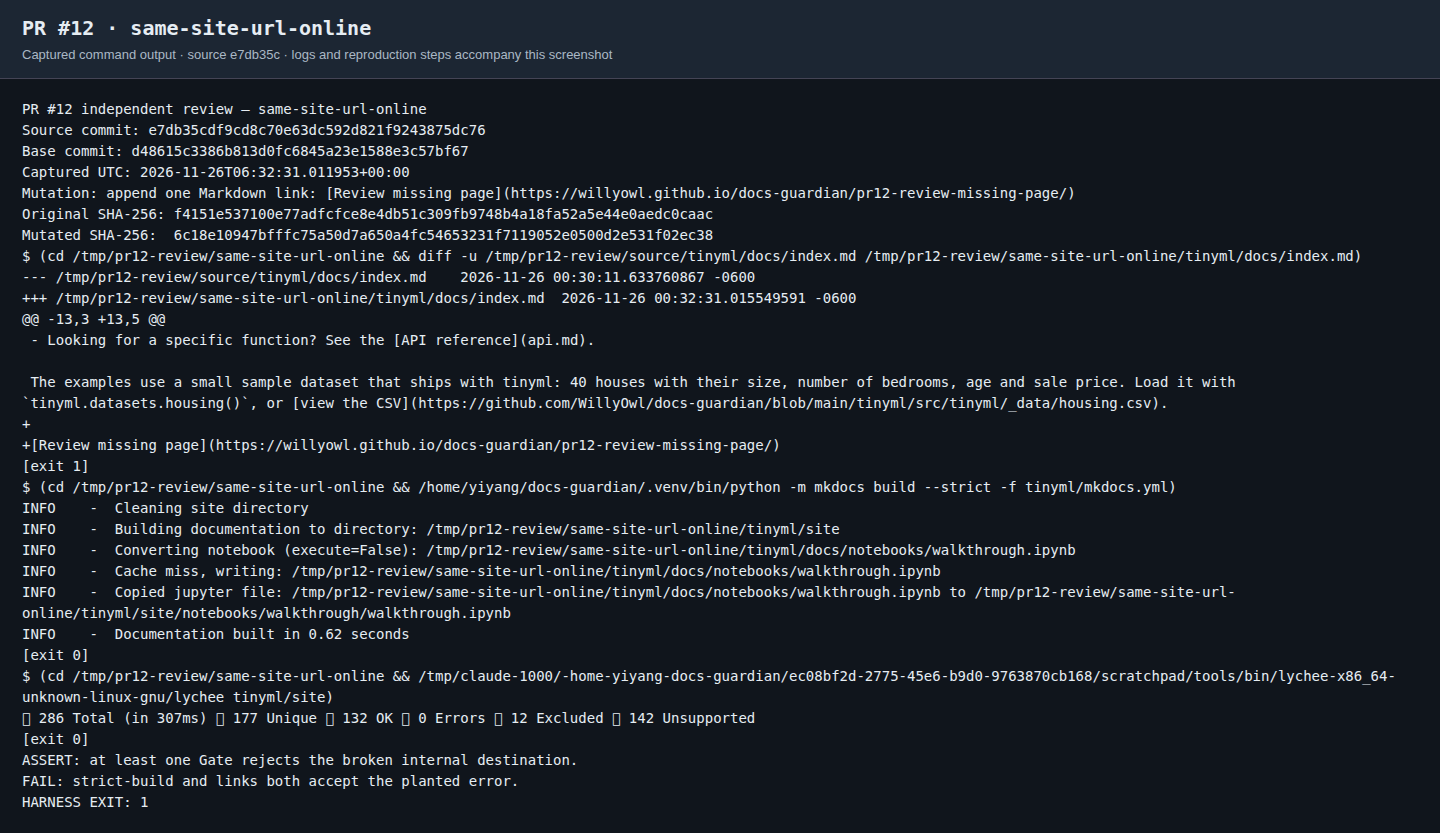 PR #12 · same-site-url-online
Captured command output · source e7db35c · logs and reproduction steps accompany this screenshot
PR #12 independent review — same-site-url-online
Source commit: e7db35cdf9cd8c70e63dc592d821f9243875dc76
Base commit: d48615c3386b813d0fc6845a23e1588e3c57bf67
Captured UTC: 2026-11-26T06:32:31.011953+00:00
Mutation: append one Markdown link: [Review missing page](https://willyowl.github.io/docs-guardian/pr12-review-missing-page/)
Original SHA-256: f4151e537100e77adfcfce8e4db51c309fb9748b4a18fa52a5e44e0aedc0caac
Mutated SHA-256:  6c18e10947bfffc75a50d7a650a4fc54653231f7119052e0500d2e531f02ec38
$ (cd /tmp/pr12-review/same-site-url-online && diff -u /tmp/pr12-review/source/tinyml/docs/index.md /tmp/pr12-review/same-site-url-online/tinyml/docs/index.md)
--- /tmp/pr12-review/source/tinyml/docs/index.md    2026-11-26 00:30:11.633760867 -0600
+++ /tmp/pr12-review/same-site-url-online/tinyml/docs/index.md  2026-11-26 00:32:31.015549591 -0600
@@ -13,3 +13,5 @@
 - Looking for a specific function? See the [API reference](api.md).
 The examples use a small sample dataset that ships with tinyml: 40 houses with their size, number of bedrooms, age and sale price. Load it with
`tinyml.datasets.housing()`, or [view the CSV](https://github.com/WillyOwl/docs-guardian/blob/main/tinyml/src/tinyml/_data/housing.csv).
+
+[Review missing page](https://willyowl.github.io/docs-guardian/pr12-review-missing-page/)
[exit 1]
$ (cd /tmp/pr12-review/same-site-url-online && /home/yiyang/docs-guardian/.venv/bin/python -m mkdocs build --strict -f tinyml/mkdocs.yml)
INFO    -  Cleaning site directory
INFO    -  Building documentation to directory: /tmp/pr12-review/same-site-url-online/tinyml/site
INFO    -  Converting notebook (execute=False): /tmp/pr12-review/same-site-url-online/tinyml/docs/notebooks/walkthrough.ipynb
INFO    -  Cache miss, writing: /tmp/pr12-review/same-site-url-online/tinyml/docs/notebooks/walkthrough.ipynb
INFO    -  Copied jupyter file: /tmp/pr12-review/same-site-url-online/tinyml/docs/notebooks/walkthrough.ipynb to /tmp/pr12-review/same-site-url-
online/tinyml/site/notebooks/walkthrough/walkthrough.ipynb
INFO    -  Documentation built in 0.62 seconds
[exit 0]
$ (cd /tmp/pr12-review/same-site-url-online && /tmp/claude-1000/-home-yiyang-docs-guardian/ec08bf2d-2775-45e6-b9d0-9763870cb168/scratchpad/tools/bin/lychee-x86_64-
unknown-linux-gnu/lychee tinyml/site)
286 Total (in 307ms) 177 Unique 132 OK 0 Errors 12 Excluded 142 Unsupported
[exit 0]
ASSERT: at least one Gate rejects the broken internal destination.
FAIL: strict-build and links both accept the planted error.
HARNESS EXIT: 1